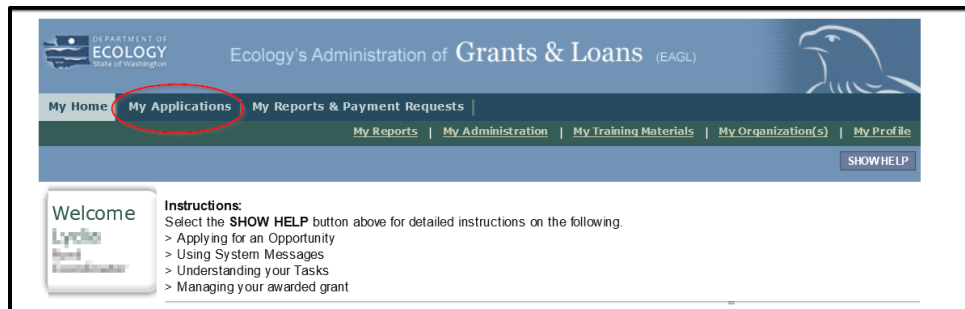 DEPARTMENT OF
ECOLOGY
State of Washington
Ecology's Administration of Grants & Loans (EAGL)
My Home My Applications My Reports & Payment Requests |
My Reports | My Administration | My Training Materials | My Organization(s) | My Profile
SHOW HELP
Welcome
Instructions:
Select the SHOW HELP button above for detailed instructions on the following.
> Applying for an Opportunity
> Using System Messages
> Understanding your Tasks
> Managing your awarded grant